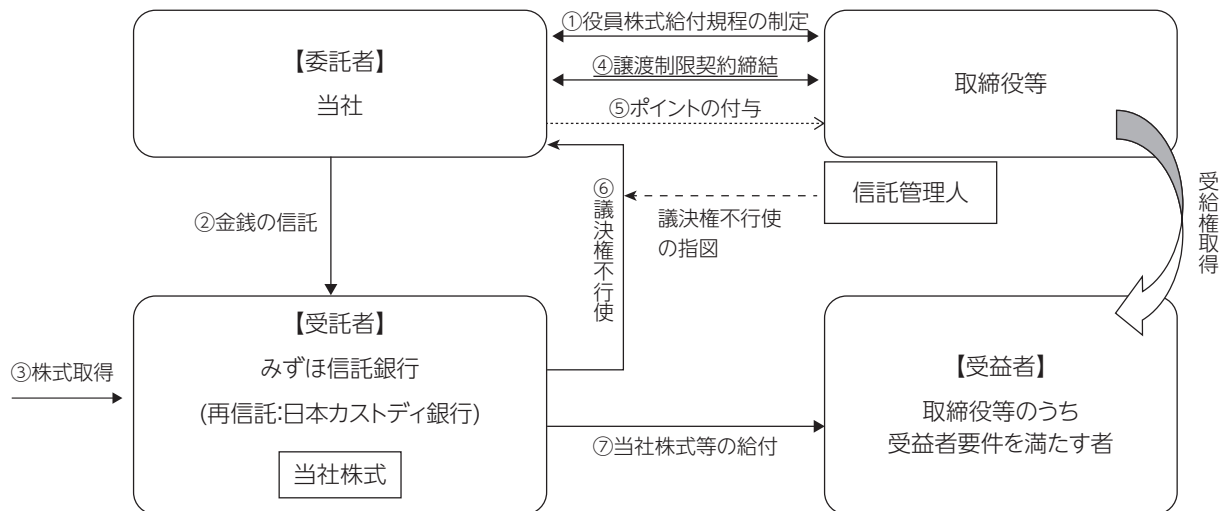 ①役員株式給付規程の制定
【委託者】
当社
④譲渡制限契約締結
取締役等
⑤ポイントの付与
信託管理人
②金銭の信託
⑥議決権不行使
議決権不行使
の指図
受給権取得
【受託者】
みずほ信託銀行
(再信託:日本カストディ銀行)
当社株式
③株式取得
【受益者】
取締役等のうち
受益者要件を満たす者
⑦当社株式等の給付